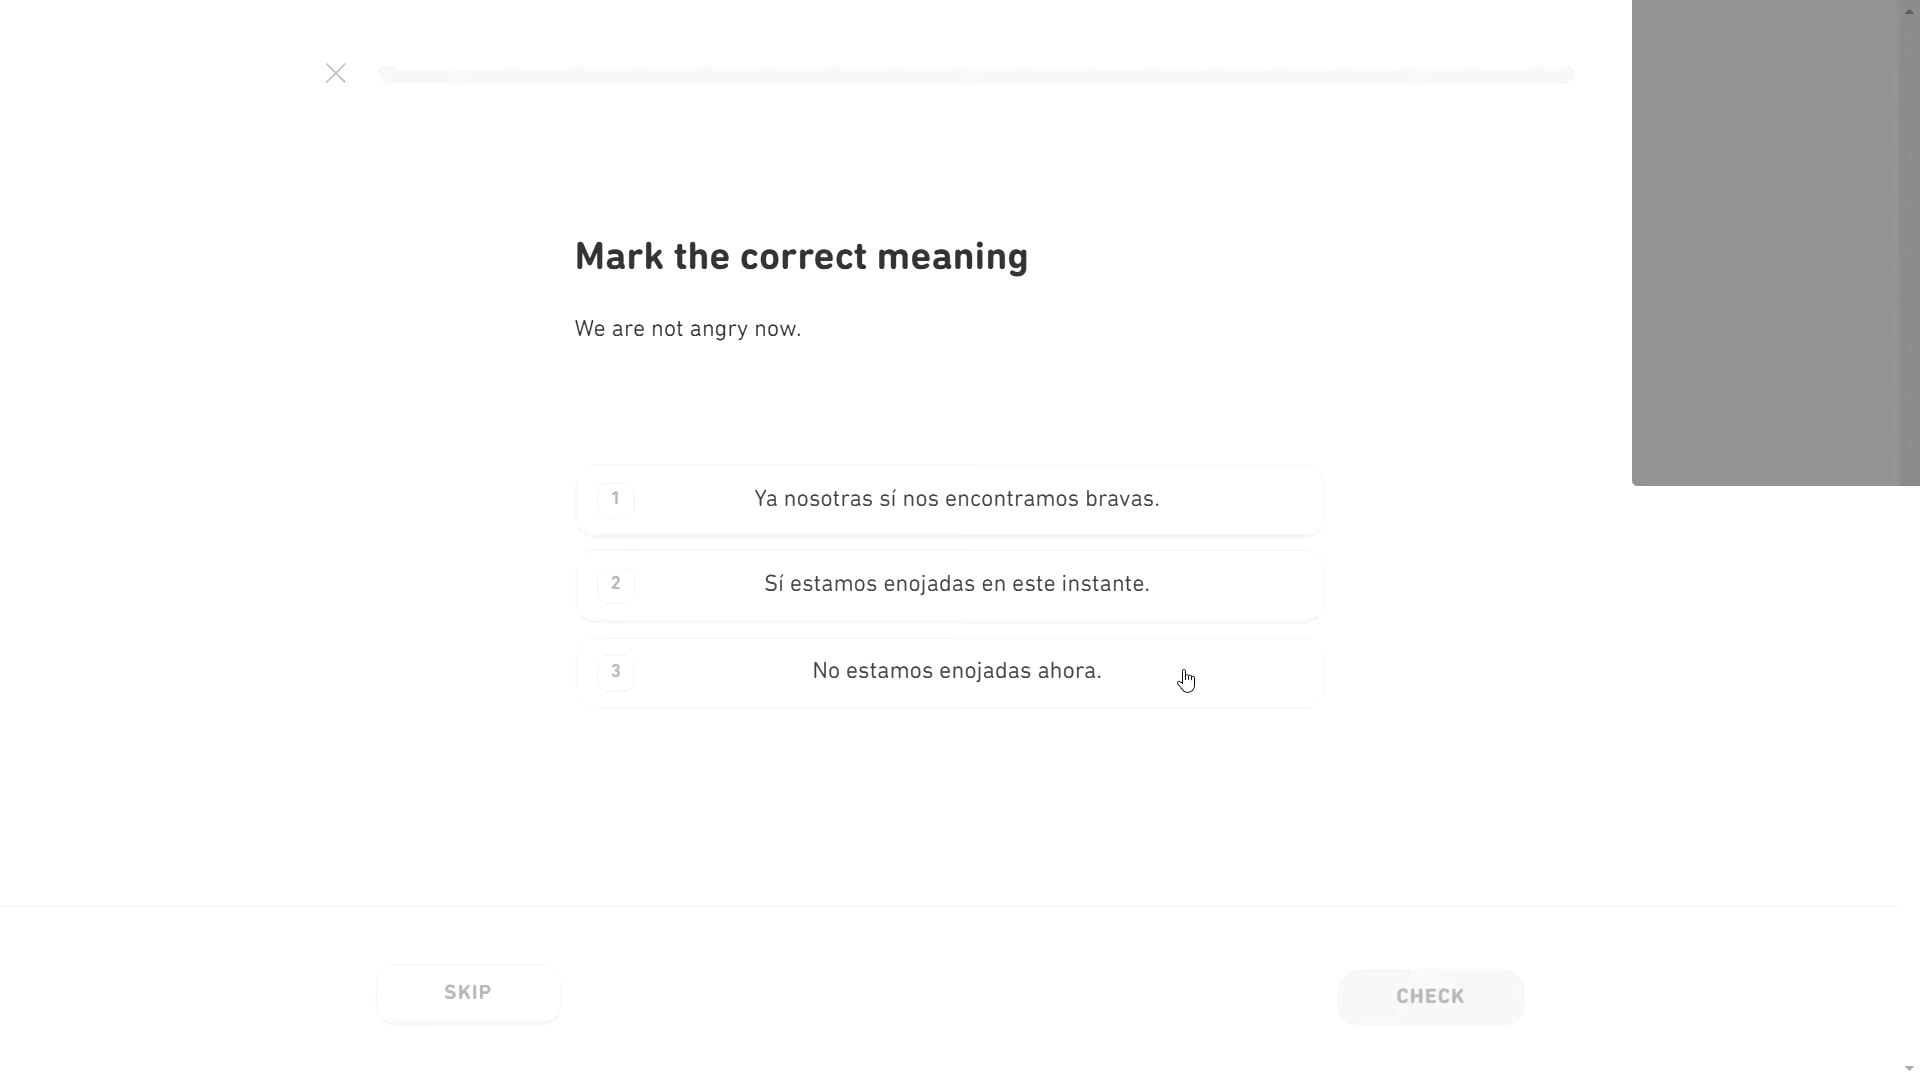 Mark the correct meaning
We are not angry now.
1 Ya nosotras sí nos encontramos bravas.
2 Sí estamos enojadas en este instante.
3 No estamos enojadas ahora.
SKIP
CHECK